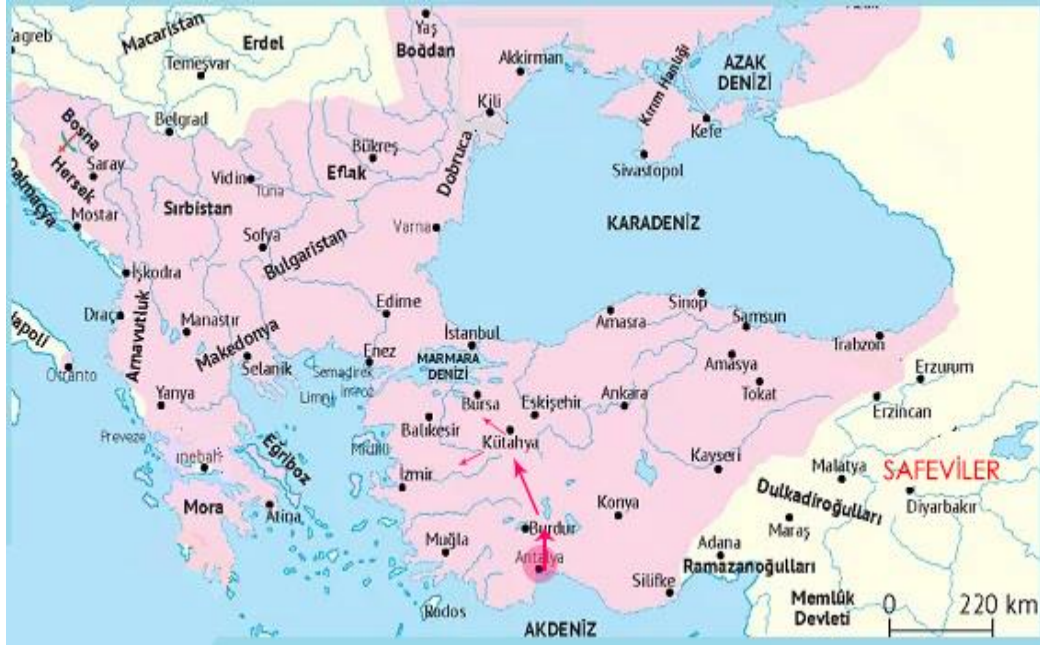 Yaş
Macaristan
Erdel
Boğdan
Akkirman
Temeşvar
AZAK
DENİZİ
Kırım Hanlığı
Kili
Belgrad
Kefe
Bosna
Bükreş
Dobruca
Saray
Vidin
Tuna
Eflak
Sivastopol
Hersek
Dalmaçya
Sırbistan
Mostar
Varna
KARADENİZ
Sofya
Bulgaristan
İşkodra
Sinop
Draç
Manastır
Edirne
Amasra
Samsun
Arnavutluk
Makedonya
İstanbul
Trabzon
Enez
MARMARA
DENİZİ
Selanik
Semadirek
Otranto
Limni
Amasya
Erzurum
Yanya
Bursa
Eskişehir
Ankara
Tokat
Erzincan
Balıkesir
Preveze
Kütahya
Eğriboz
Midilli
Kayseri
Malatya
SAFEVİLER
İzmir
Dulkadiroğulları
Diyarbakır
Mora
Atina
Konya
Burdur
Maraş
Muğla
Antalya
Adana
Ramazanoğulları
Silifke
Rodos
Memlûk
Devleti
0 220 km
AKDENİZ